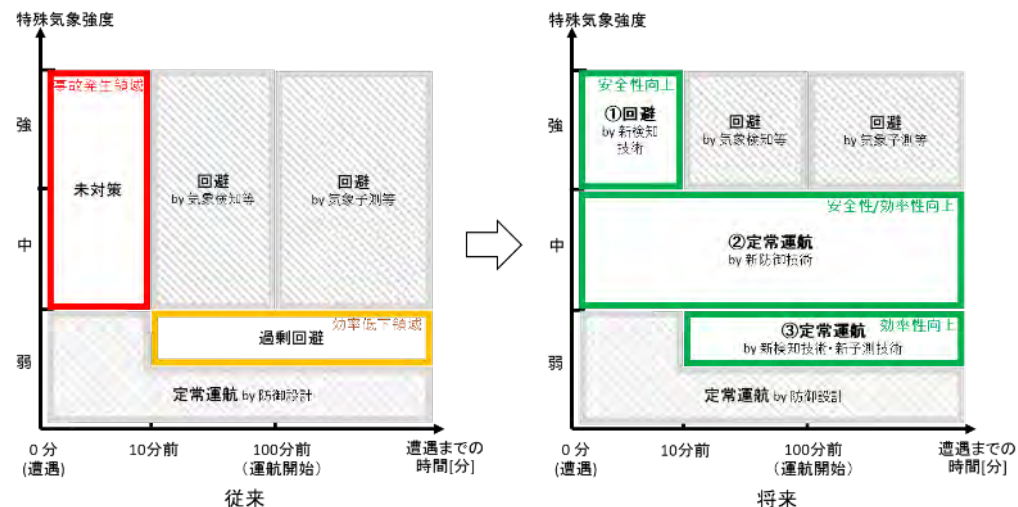 特殊気象強度
事故発生領域
強
未対策
回避
by 気象検知等
回避
by 気象予測等
中
効率低下領域
過剰回避
弱
定常運航 by 防御設計
0 分
(遭遇)
10分前
100分前
(運航開始)
遭遇までの
時間[分]
従来
特殊気象強度
安全性向上
強
①回避
by 新検知
技術
回避
by 気象検知等
回避
by 気象予測等
安全性/効率性向上
中
②定常運航
by 新防御技術
効率性向上
③定常運航
by 新検知技術・新予測技術
弱
定常運航 by 防御設計
0 分
(遭遇)
10分前
100分前
(運航開始)
遭遇までの
時間[分]
将来